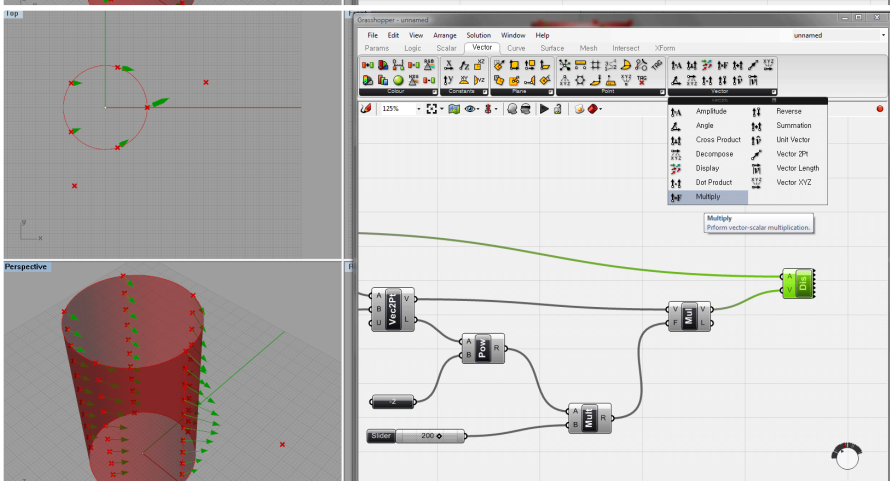 Top
Grasshopper - unnamed
File Edit View Arrange Solution Window Help
unnamed
Params Logic Scalar Vector Curve Surface Mesh Intersect XForm
Colour Constants Plane Point Vector
125%
Amplitude Reverse
Angle Summation
Cross Product Unit Vector
Decompose Vector 2Pt
Display Vector Length
Dot Product Vector XYZ
Multiply
Multiply
Prform vector-scalar multiplication.
Perspective
A
V
Dis
A
B
U
Vec2Pt
V
L
V
F
Mul
V
L
A
B
Pow
R
-2
A
B
Mult
R
Slider 200
x